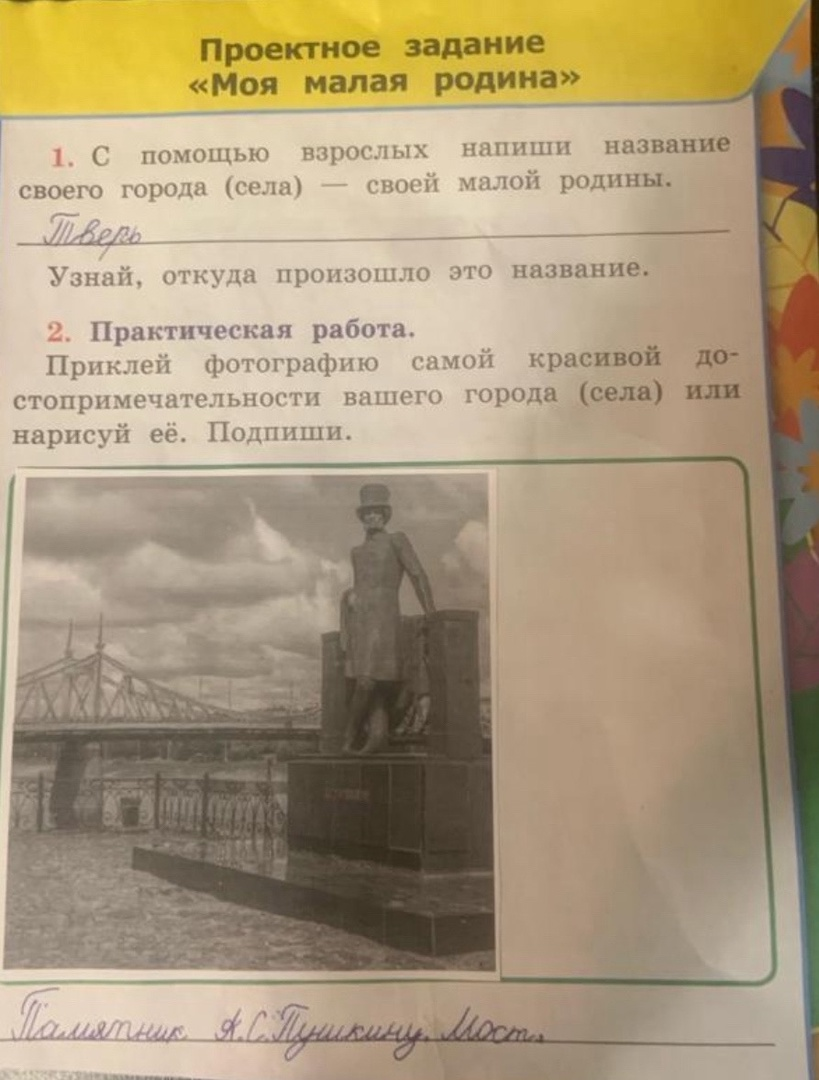 Проектное задание
«Моя малая родина»
1. С помощью взрослых напиши название
своего города (села) — своей малой родины.
Тверь
Узнай, откуда произошло это название.
2. Практическая работа.
Приклей фотографию самой красивой до-
стопримечательности вашего города (села) или
нарисуй её. Подпиши.
Памятник А.С.Пушкину. Мост.